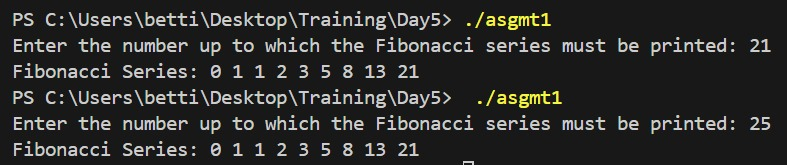 PS C:\Users\betti\Desktop\Training\Day5> ./asgmt1
Enter the number up to which the Fibonacci series must be printed: 21
Fibonacci Series: 0 1 1 2 3 5 8 13 21
PS C:\Users\betti\Desktop\Training\Day5>  ./asgmt1
Enter the number up to which the Fibonacci series must be printed: 25
Fibonacci Series: 0 1 1 2 3 5 8 13 21